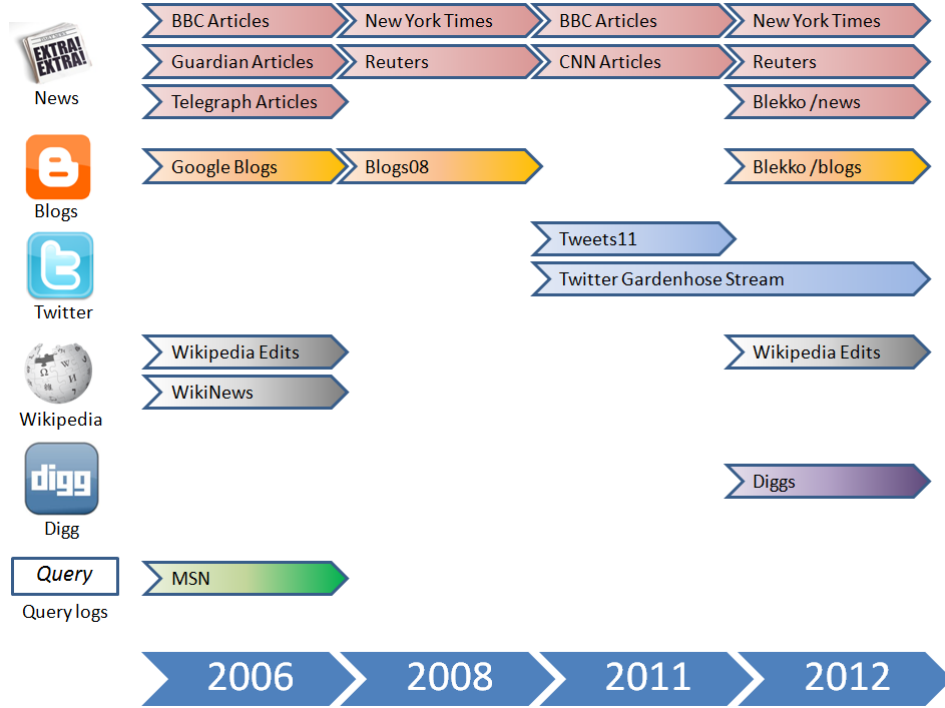 BBC Articles
New York Times
BBC Articles
New York Times
EXTRA!
EXTRA!
Guardian Articles
Reuters
CNN Articles
Reuters
News
Telegraph Articles
Blekko /news
Google Blogs
Blogs08
Blekko /blogs
Blogs
Tweets11
Twitter Gardenhose Stream
Twitter
Wikipedia Edits
Wikipedia Edits
WikiNews
Wikipedia
digg
Diggs
Digg
Query
MSN
Query logs
2006
2008
2011
2012